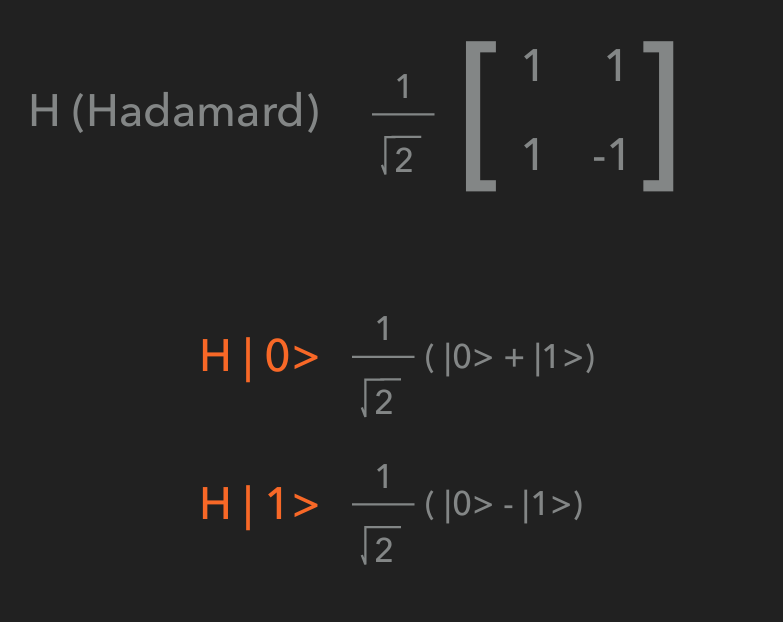 H (Hadamard) 1/√2 [1 1
1 -1]
H|0> 1/√2 ( |0> + |1>)
H|1> 1/√2 ( |0> - |1>)